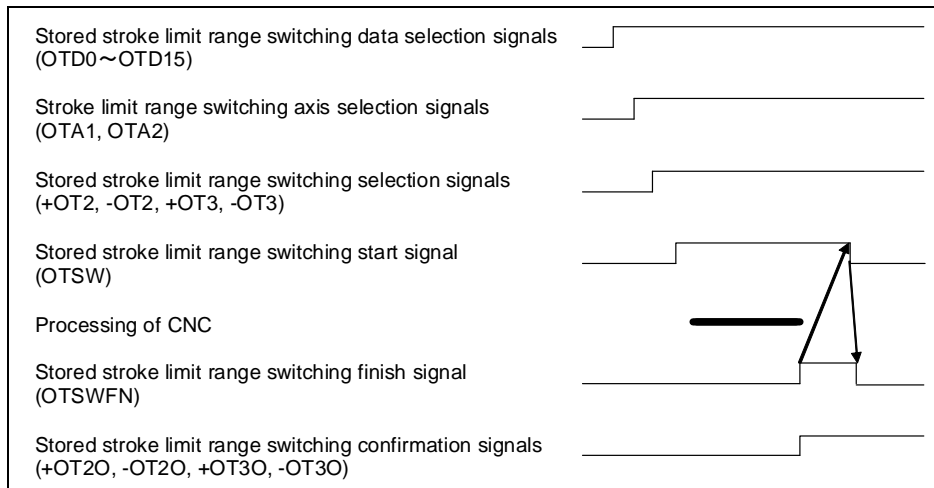 Stored stroke limit range switching data selection signals
(OTD0～OTD15)
Stroke limit range switching axis selection signals
(OTA1, OTA2)
Stored stroke limit range switching selection signals
(+OT2, -OT2, +OT3, -OT3)
Stored stroke limit range switching start signal
(OTSW)
Processing of CNC
Stored stroke limit range switching finish signal
(OTSWFN)
Stored stroke limit range switching confirmation signals
(+OT2O, -OT2O, +OT3O, -OT3O)